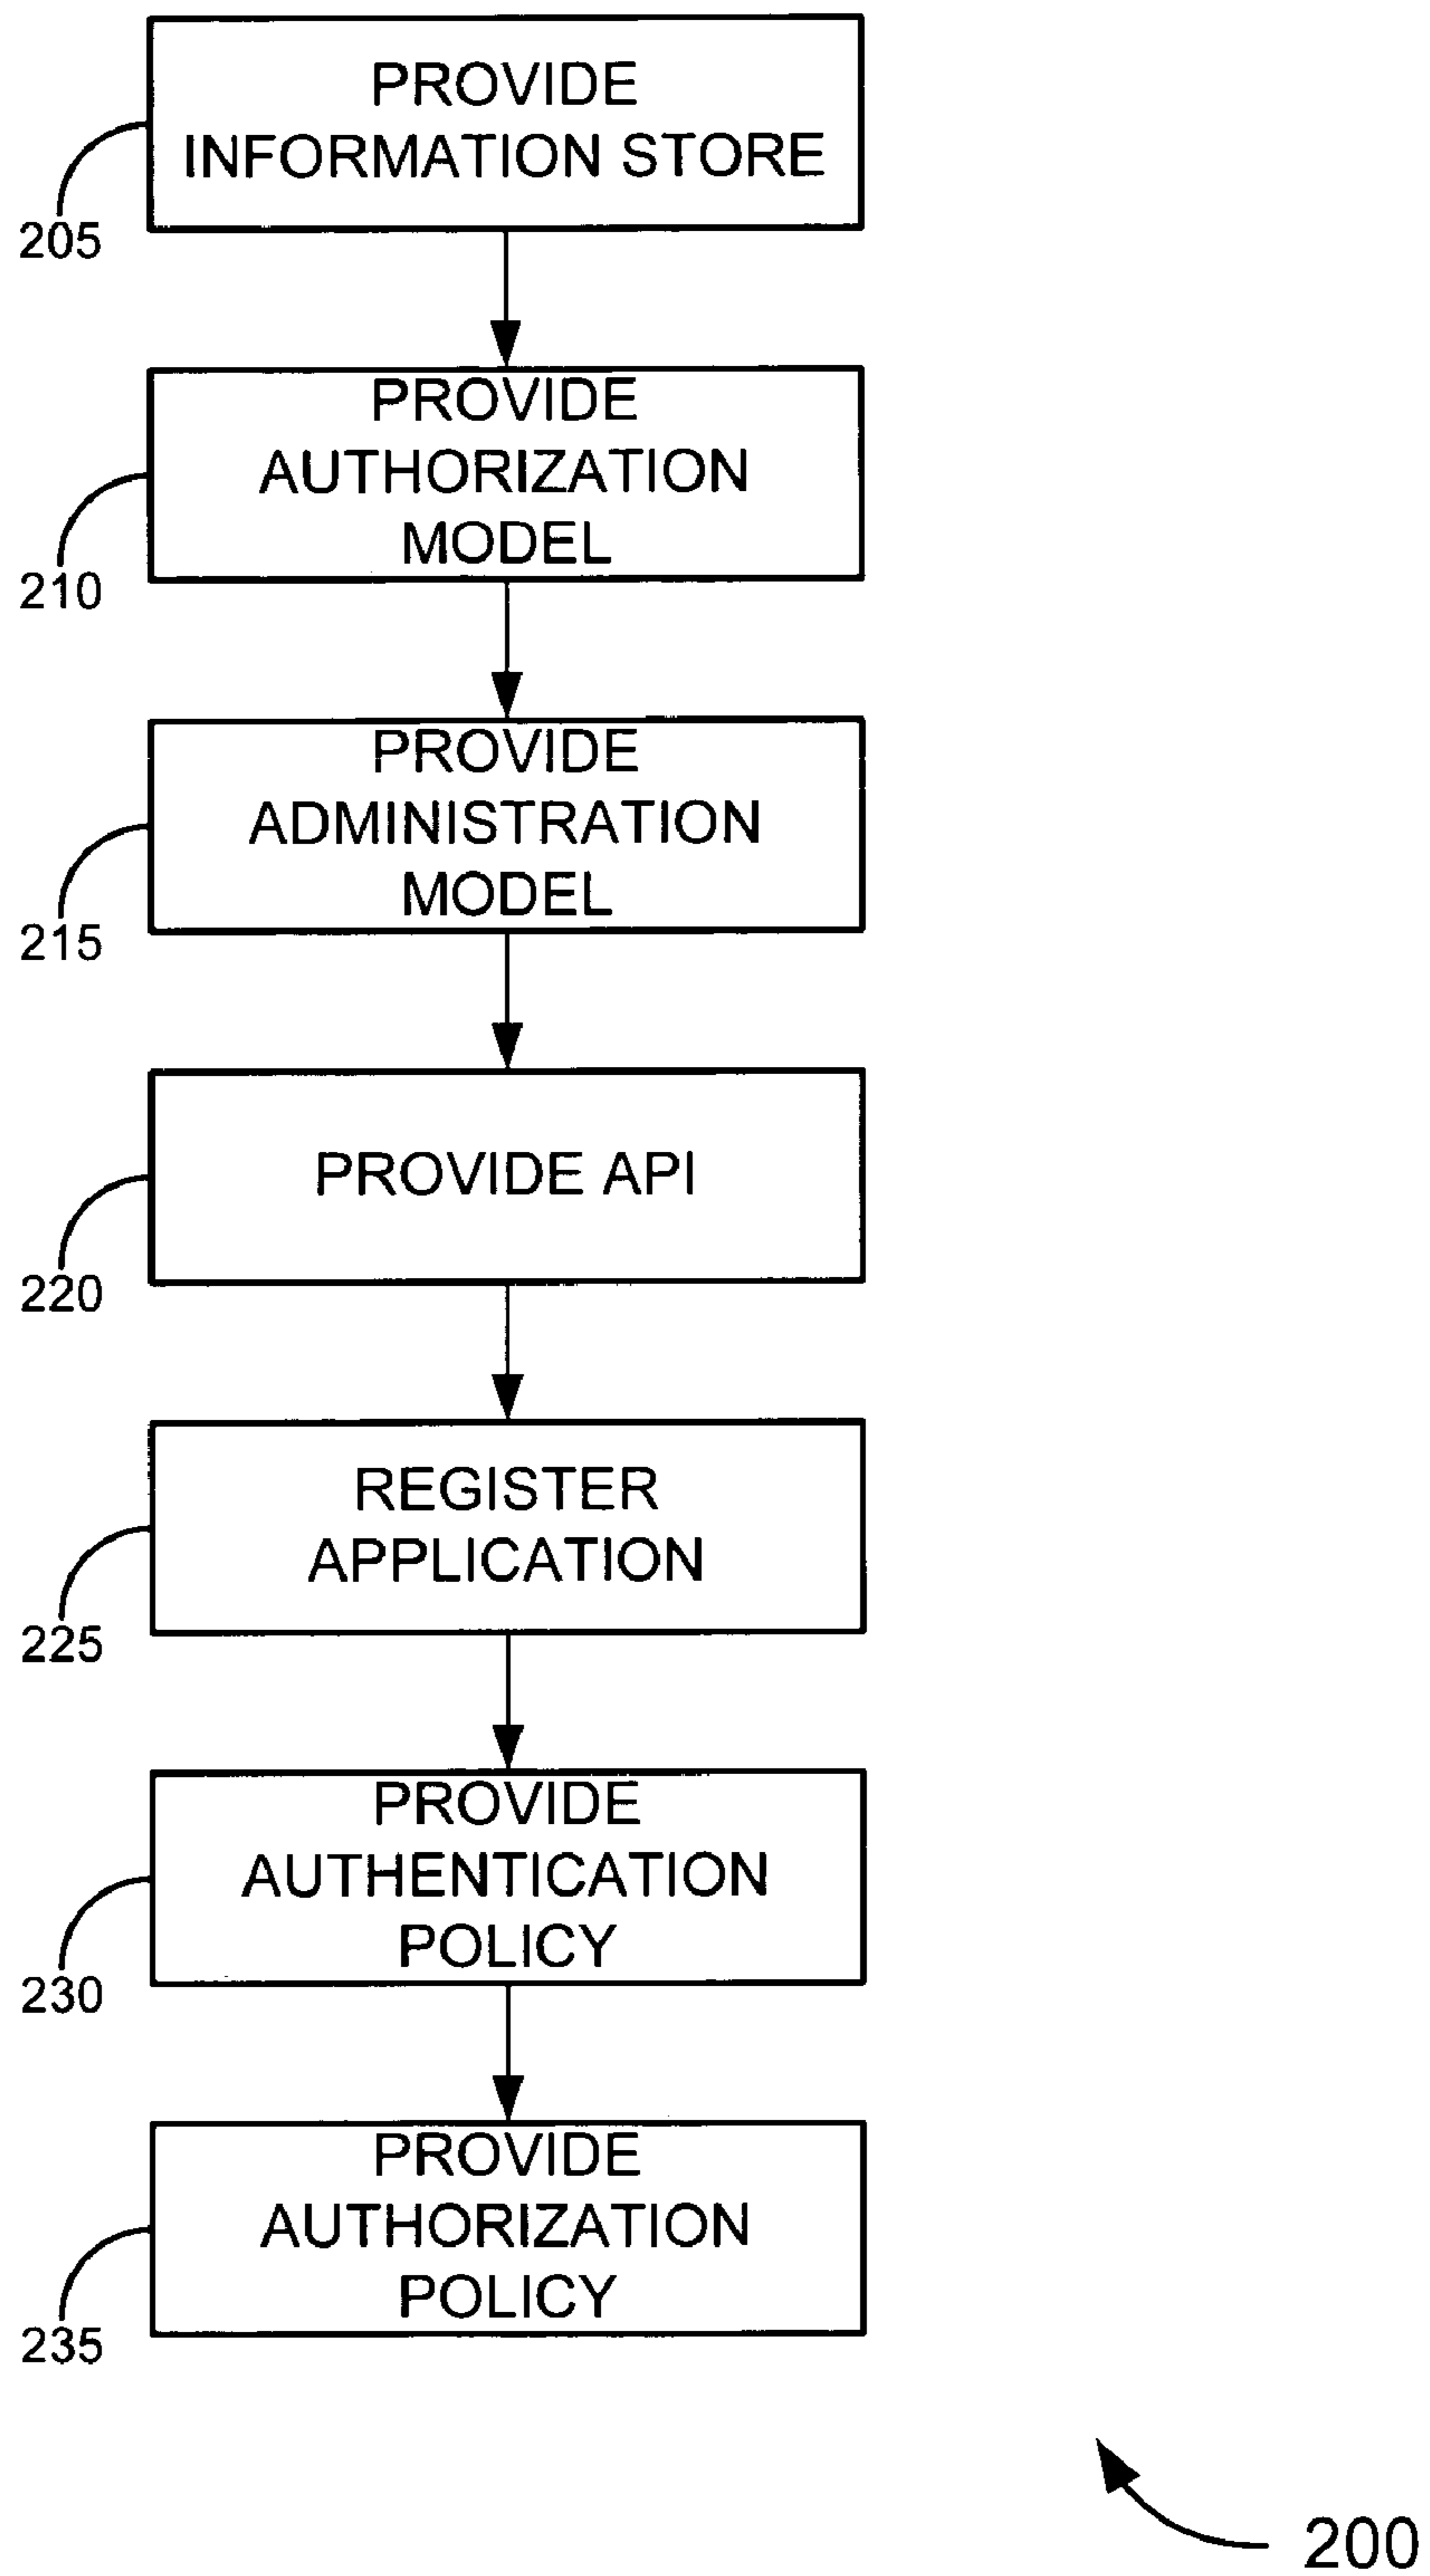 PROVIDE
INFORMATION STORE
205
PROVIDE
AUTHORIZATION
MODEL
210
PROVIDE
ADMINISTRATION
MODEL
215
PROVIDE API
220
REGISTER
APPLICATION
225
PROVIDE
AUTHENTICATION
POLICY
230
PROVIDE
AUTHORIZATION
POLICY
235
200